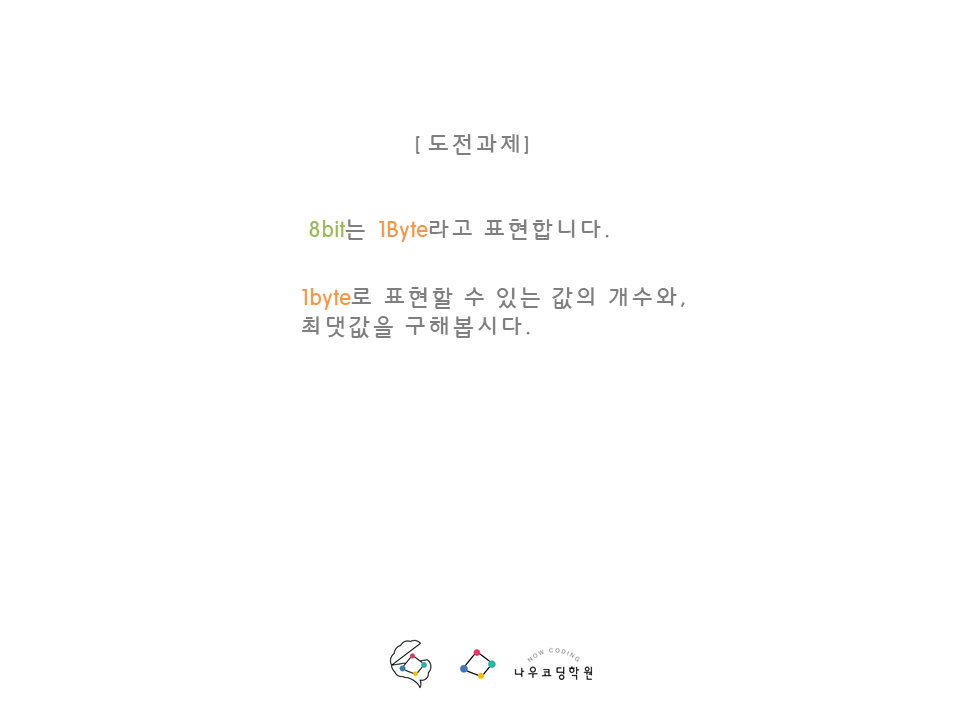 [ 도전과제]
8bit는 1Byte라고 표현합니다.
1byte로 표현할 수 있는 값의 개수와,
최댓값을 구해봅시다.
NOW CODING
나우코딩학원